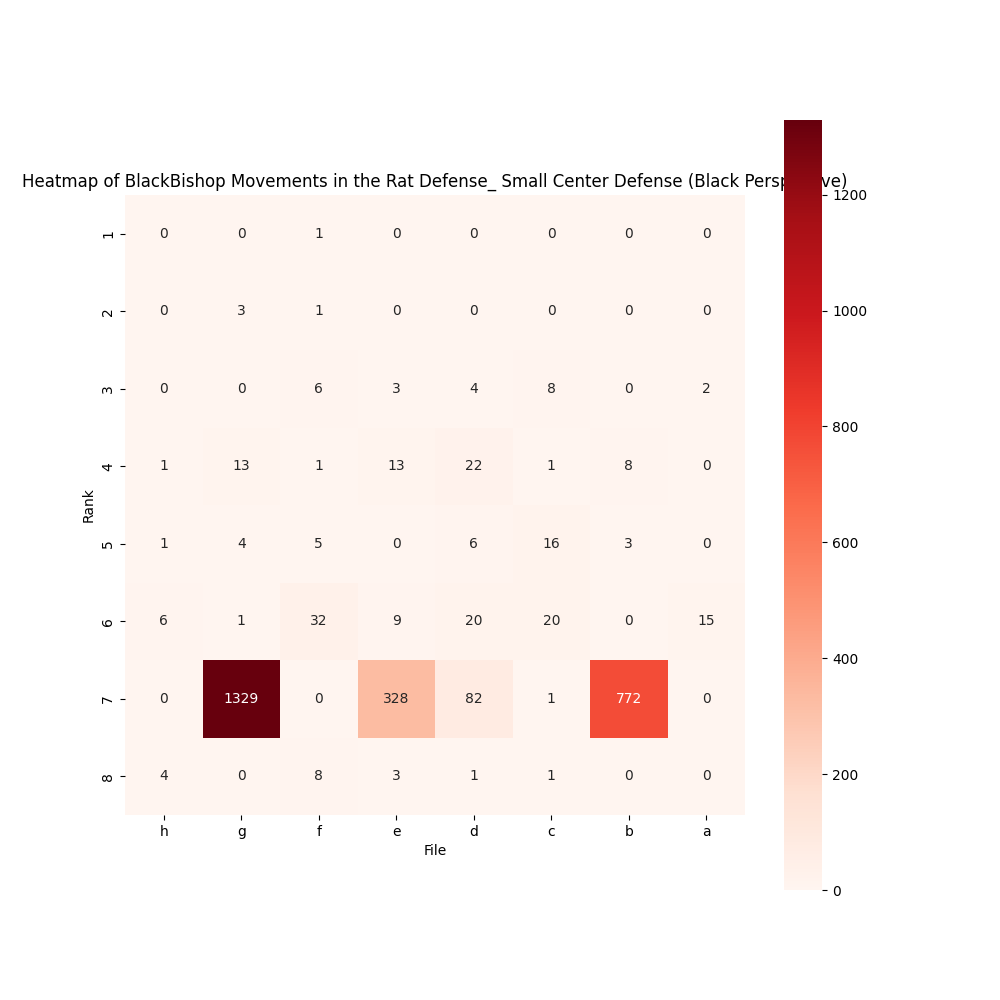 Heatmap of BlackBishop Movements in the Rat Defense_ Small Center Defense (Black Persp ve)
1200
1 0 0 1 0 0 0 0 0
2 0 3 1 0 0 0 0 0
1000
3 0 0 6 3 4 8 0 2
800
4 1 13 1 13 22 1 8 0
Rank
5 1 4 5 0 6 16 3 0
600
6 6 1 32 9 20 20 0 15
400
7 0 1329 0 328 82 1 772 0
8 4 0 8 3 1 1 0 0
200
h g f e d c b a
File
0